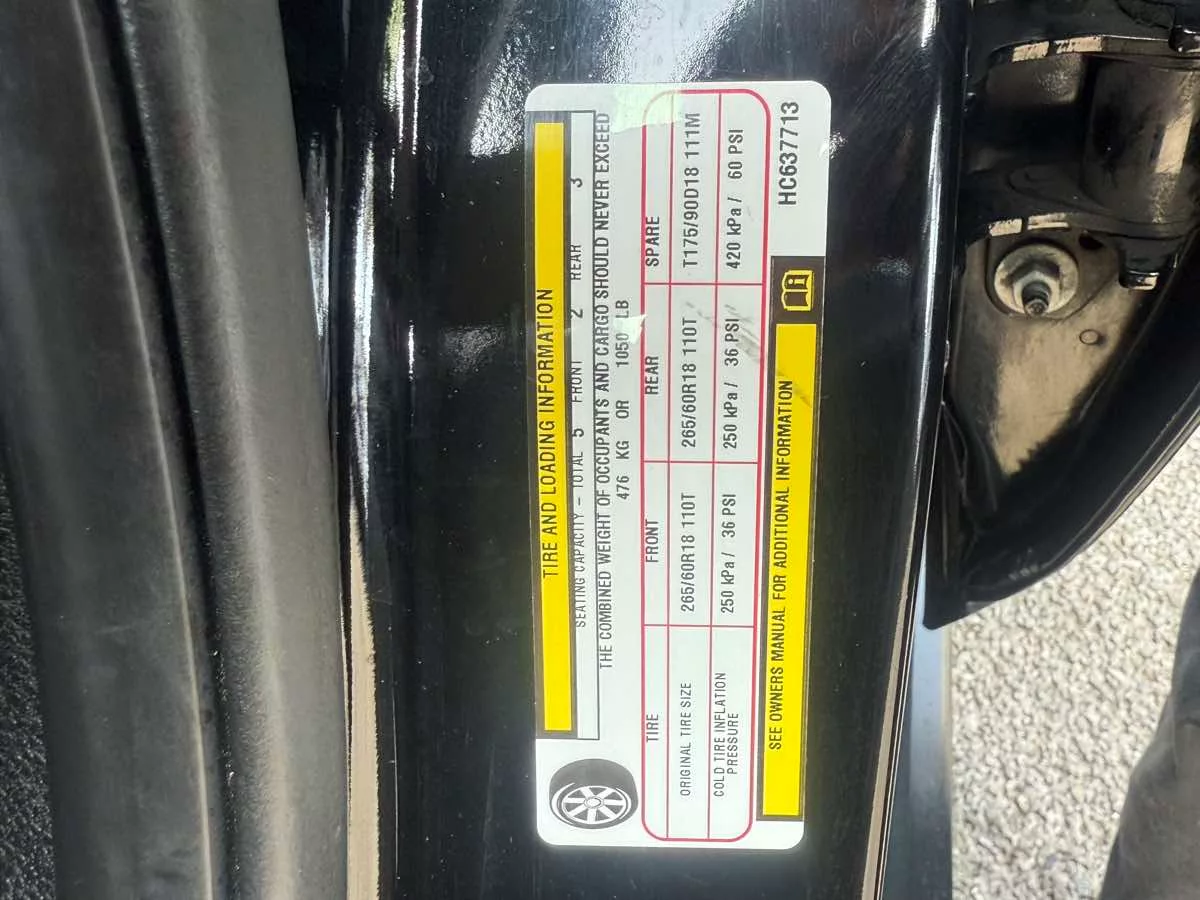 TIRE AND LOADING INFORMATION
SEATING CAPACITY – TOTAL 5 FRONT 2 REAR 3
THE COMBINED WEIGHT OF OCCUPANTS AND CARGO SHOULD NEVER EXCEED
476 KG OR 1050 LB
TIRE FRONT REAR SPARE
ORIGINAL TIRE SIZE 265/60R18 110T 265/60R18 110T T175/90D18 111M
COLD TIRE INFLATION PRESSURE 250 kPa / 36 PSI 250 kPa / 36 PSI 420 kPa / 60 PSI
SEE OWNERS MANUAL FOR ADDITIONAL INFORMATION
HC637713